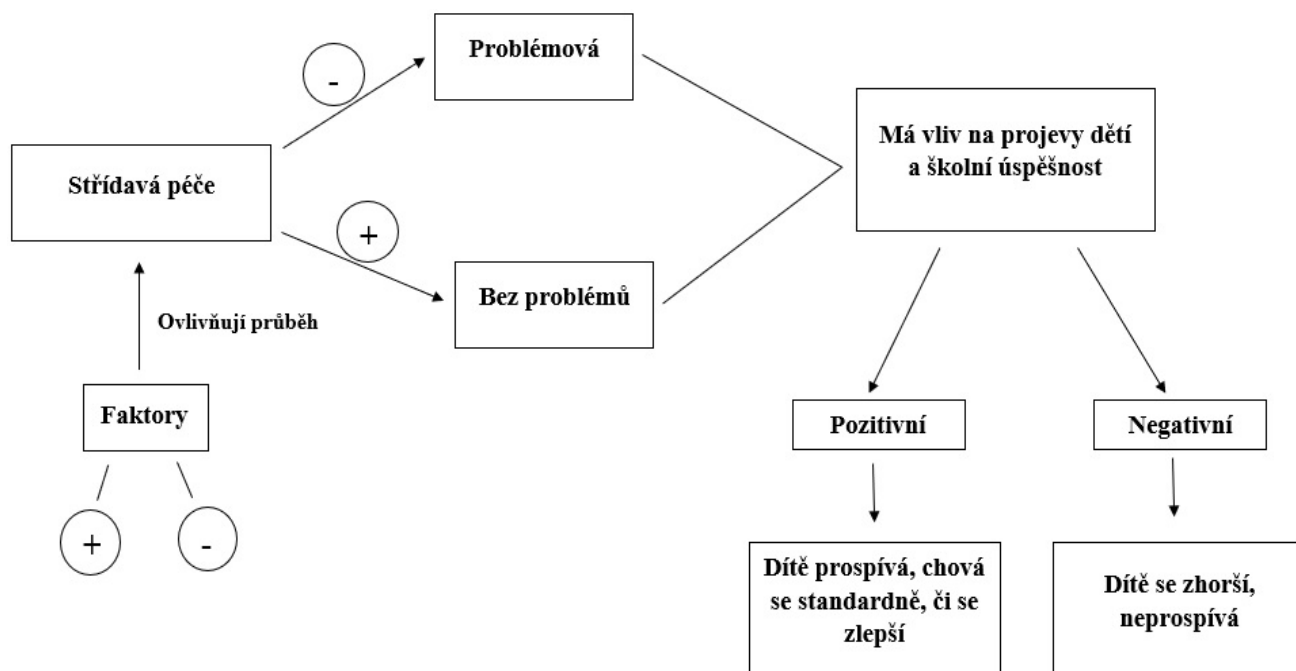 Problémová
-
Má vliv na projevy dětí
a školní úspěšnost
Střídavá péče
+
Bez problémů
Ovlivňují průběh
Faktory
+
-
Pozitivní
Negativní
Dítě prospívá, chová
se standardně, či se
zlepší
Dítě se zhorší,
neprospívá